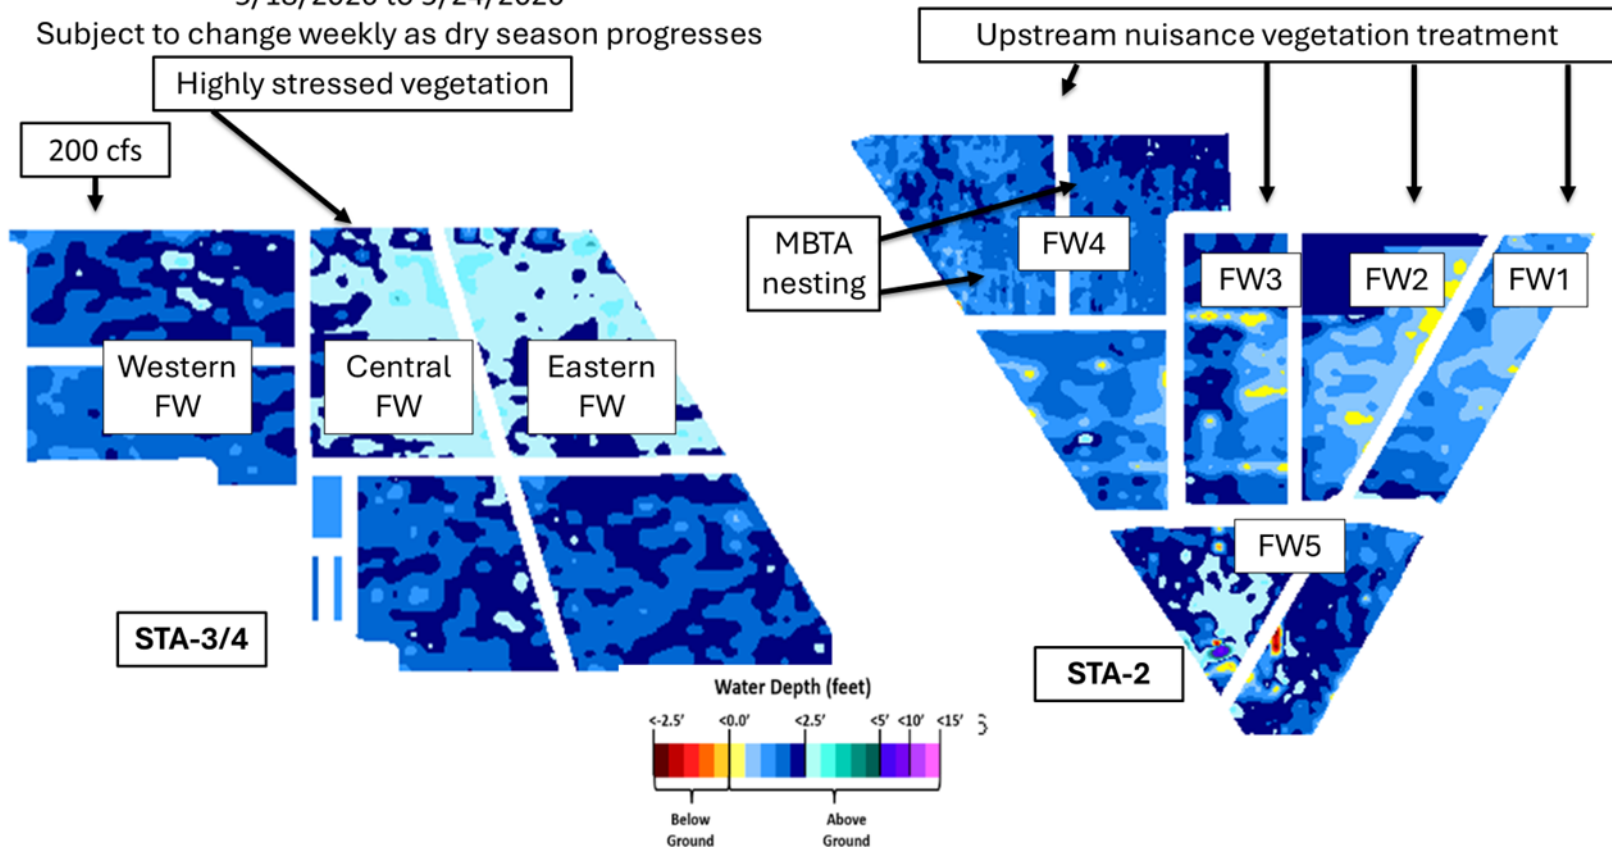 Subject to change weekly as dry season progresses
Upstream nuisance vegetation treatment
Highly stressed vegetation
200 cfs
MBTA
nesting
FW4
FW3
FW2
FW1
Western
FW
Central
FW
Eastern
FW
FW5
STA-3/4
STA-2
Water Depth (feet)
<-2.5' <0.0' <2.5' <5' <10' <15'
Below
Ground
Above
Ground